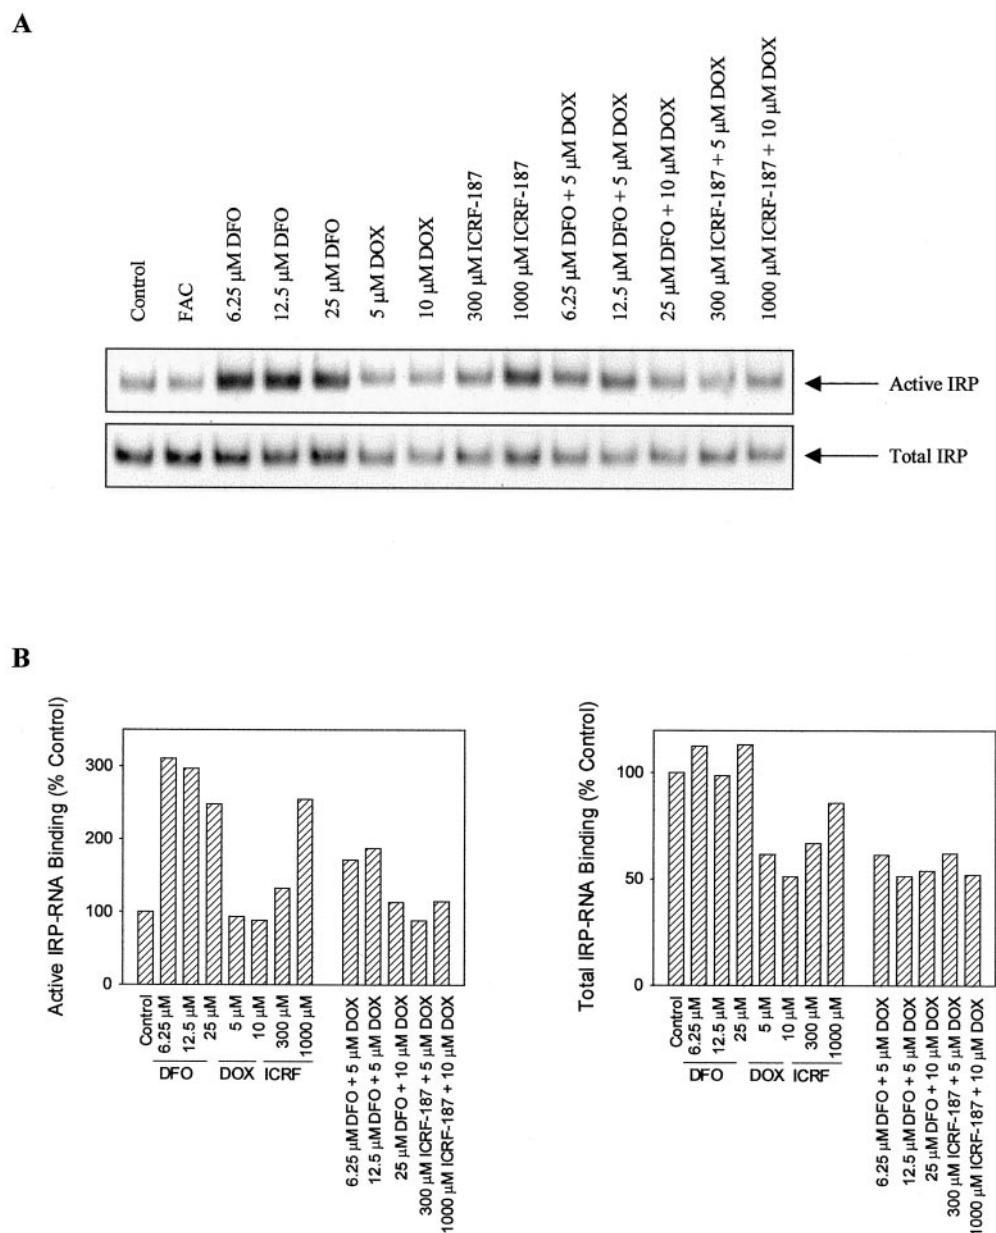 A
Control
FAC
6.25 μM DFO
12.5 μM DFO
25 μM DFO
5 μM DOX
10 μM DOX
300 μM ICRF-187
1000 μM ICRF-187
6.25 μM DFO + 5 μM DOX
12.5 μM DFO + 5 μM DOX
25 μM DFO + 10 μM DOX
300 μM ICRF-187 + 5 μM DOX
1000 μM ICRF-187 + 10 μM DOX
Active IRP
Total IRP
B
Active IRP-RNA Binding (% Control)
300
200
100
0
Control
6.25 μM
12.5 μM
25 μM
5 μM
10 μM
300 μM
1000 μM
DFO
DOX
ICRF
6.25 μM DFO + 5 μM DOX
12.5 μM DFO + 5 μM DOX
25 μM DFO + 10 μM DOX
300 μM ICRF-187 + 5 μM DOX
1000 μM ICRF-187 + 10 μM DOX
Total IRP-RNA Binding (% Control)
100
50
0
Control
6.25 μM
12.5 μM
25 μM
5 μM
10 μM
300 μM
1000 μM
DFO
DOX
ICRF
6.25 μM DFO + 5 μM DOX
12.5 μM DFO + 5 μM DOX
25 μM DFO + 10 μM DOX
300 μM ICRF-187 + 5 μM DOX
1000 μM ICRF-187 + 10 μM DOX